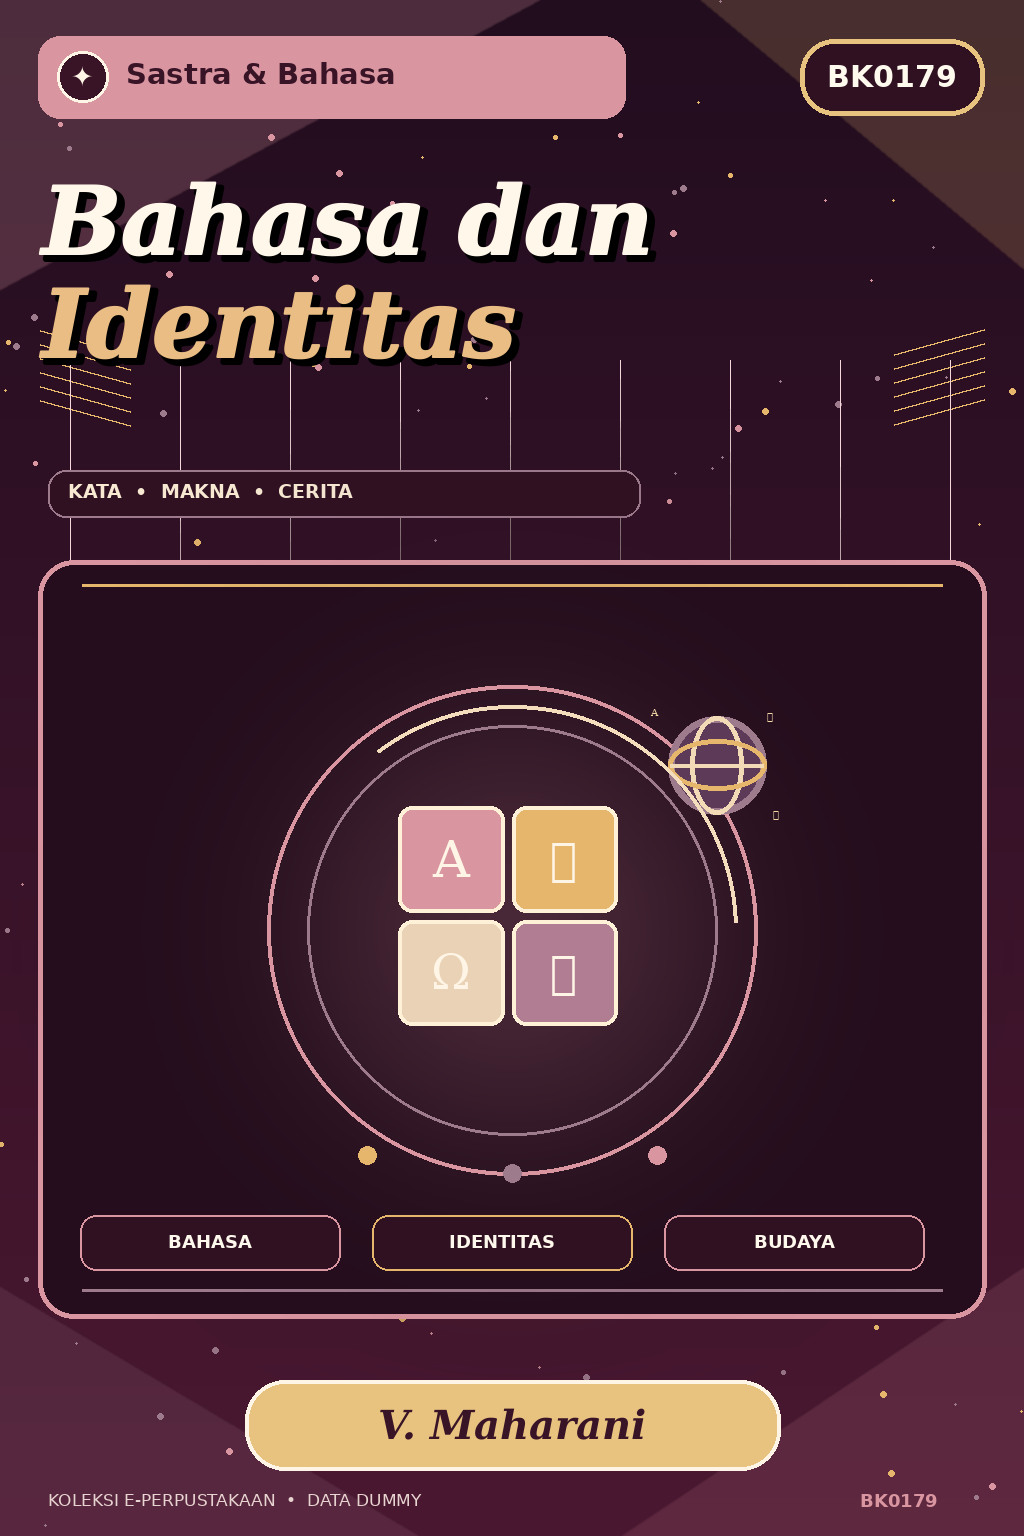 Sastra & Bahasa
BK0179
Bahasa dan
Identitas
KATA • MAKNA • CERITA
A
A
Ω
BAHASA
IDENTITAS
BUDAYA
V. Maharani
KOLEKSI E-PERPUSTAKAAN • DATA DUMMY
BK0179